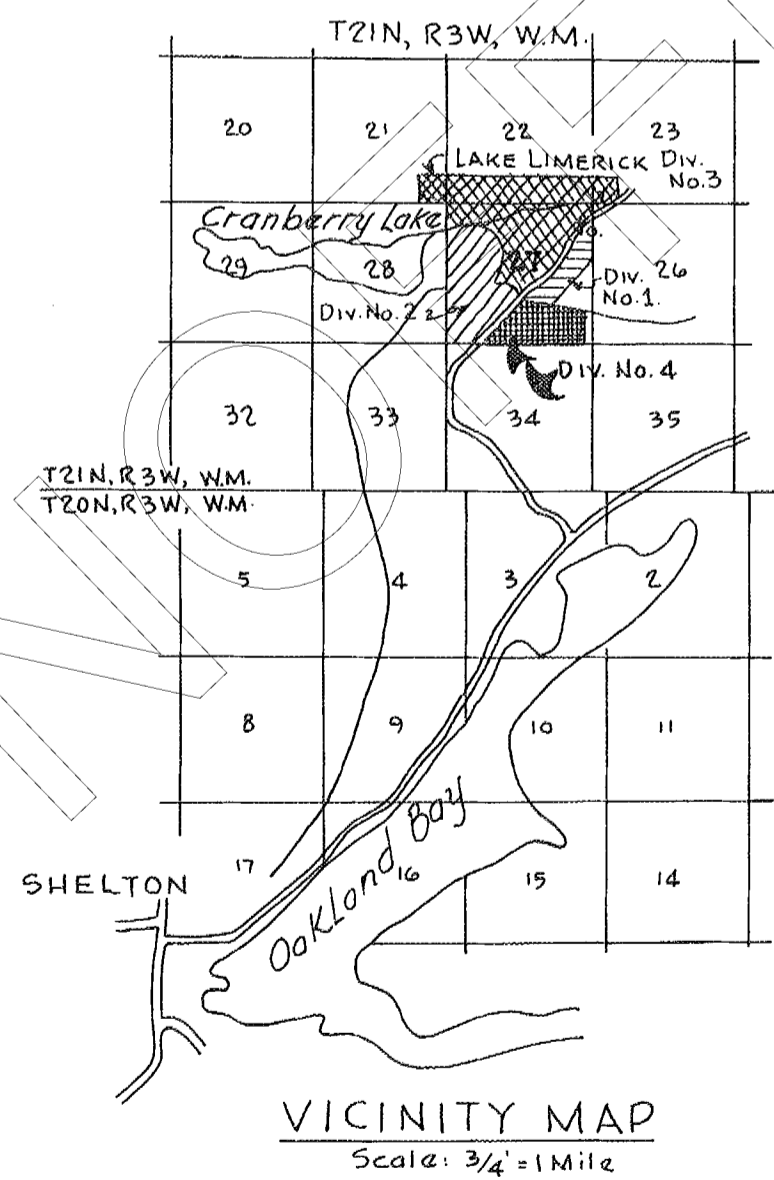 T21N, R3W, W.M.
20 21 22 23
LAKE LIMERICK Div. No.3
Cranberry Lake
29 28 27 26
Div. No.1.
Div. No. 2
Div. No. 4
32 33 34 35
T21N, R3W, W.M.
T20N, R3W, W.M.
5 4 3 2
8 9 10 11
17 16 15 14
SHELTON
Oakland Bay
VICINITY MAP
Scale: 3/4" = 1 Mile